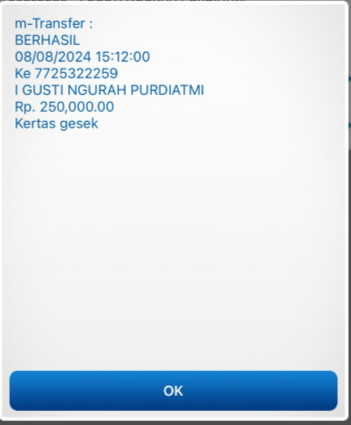 m-Transfer :
BERHASIL
08/08/2024 15:12:00
Ke 7725322259
I GUSTI NGURAH PURDIATMI
Rp. 250,000.00
Kertas gesek
OK